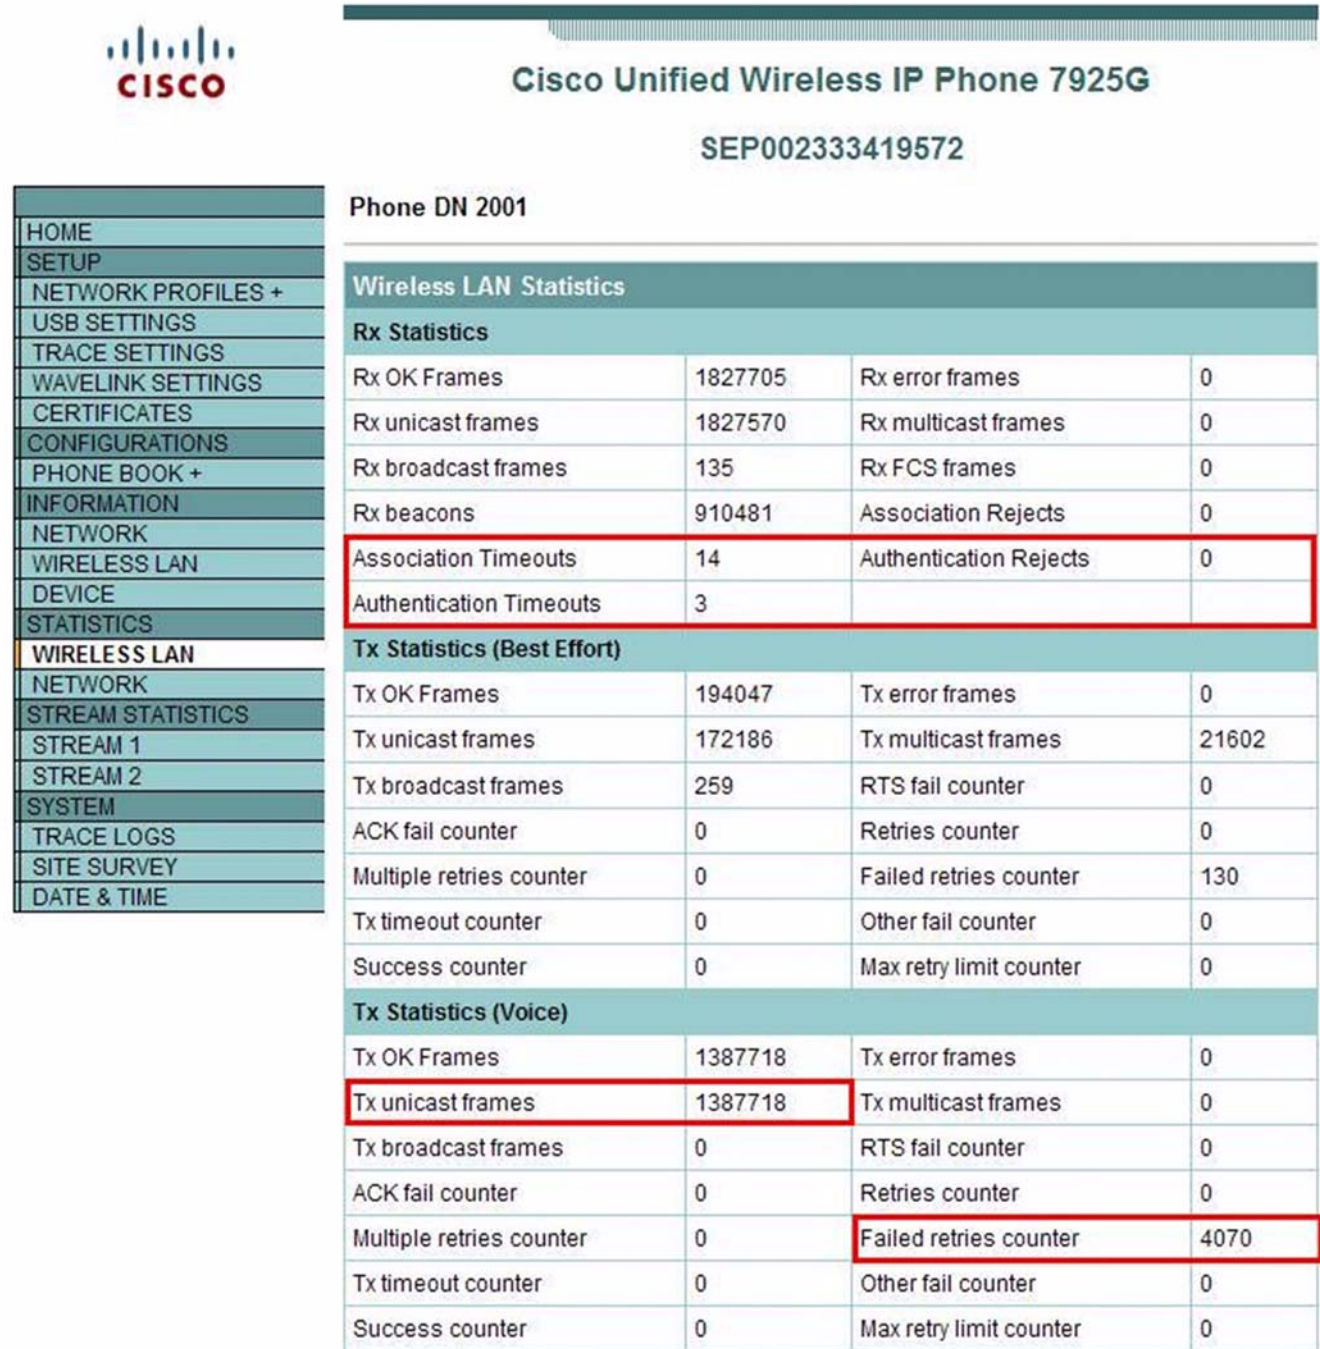 CISCO
Cisco Unified Wireless IP Phone 7925G
SEP002333419572
Phone DN 2001
HOME
SETUP
NETWORK PROFILES +
USB SETTINGS
TRACE SETTINGS
WAVELINK SETTINGS
CERTIFICATES
CONFIGURATIONS
PHONE BOOK +
INFORMATION
NETWORK
WIRELESS LAN
DEVICE
STATISTICS
WIRELESS LAN
NETWORK
STREAM STATISTICS
STREAM 1
STREAM 2
SYSTEM
TRACE LOGS
SITE SURVEY
DATE & TIME
Wireless LAN Statistics
Rx Statistics
Rx OK Frames 1827705 Rx error frames 0
Rx unicast frames 1827570 Rx multicast frames 0
Rx broadcast frames 135 Rx FCS frames 0
Rx beacons 910481 Association Rejects 0
Association Timeouts 14 Authentication Rejects 0
Authentication Timeouts 3
Tx Statistics (Best Effort)
Tx OK Frames 194047 Tx error frames 0
Tx unicast frames 172186 Tx multicast frames 21602
Tx broadcast frames 259 RTS fail counter 0
ACK fail counter 0 Retries counter 0
Multiple retries counter 0 Failed retries counter 130
Tx timeout counter 0 Other fail counter 0
Success counter 0 Max retry limit counter 0
Tx Statistics (Voice)
Tx OK Frames 1387718 Tx error frames 0
Tx unicast frames 1387718 Tx multicast frames 0
Tx broadcast frames 0 RTS fail counter 0
ACK fail counter 0 Retries counter 0
Multiple retries counter 0 Failed retries counter 4070
Tx timeout counter 0 Other fail counter 0
Success counter 0 Max retry limit counter 0